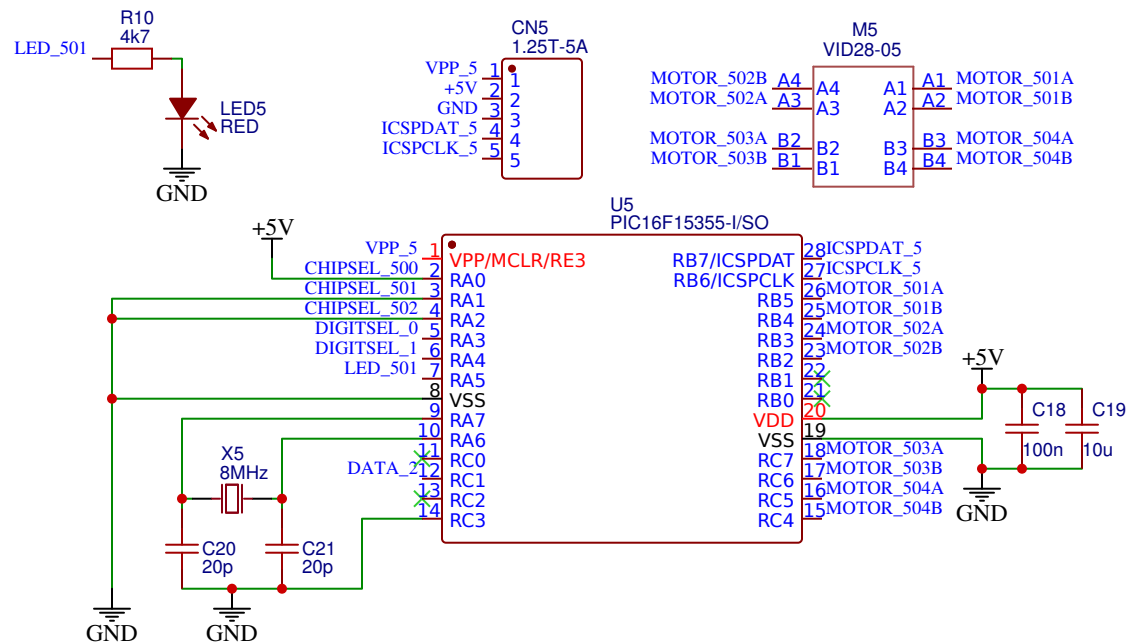 R10
4k7
LED_501
LED5
RED
GND
CN5
1.25T-5A
VPP_5 1 1
+5V 2 2
GND 3 3
ICSPDAT_5 4 4
ICSPCLK_5 5 5
M5
VID28-05
MOTOR_502B A4 A4 A1 A1 MOTOR_501A
MOTOR_502A A3 A3 A2 A2 MOTOR_501B
MOTOR_503A B2 B2 B3 B3 MOTOR_504A
MOTOR_503B B1 B1 B4 B4 MOTOR_504B
U5
PIC16F15355-I/SO
+5V
VPP_5 1 VPP/MCLR/RE3
CHIPSEL_500 2 RA0
CHIPSEL_501 3 RA1
CHIPSEL_502 4 RA2
DIGITSEL_0 5 RA3
DIGITSEL_1 6 RA4
LED_501 7 RA5
8 VSS
9 RA7
10 RA6
11 RC0
DATA_2 12 RC1
13 RC2
14 RC3
RB7/ICSPDAT 28 ICSPDAT_5
RB6/ICSPCLK 27 ICSPCLK_5
RB5 26 MOTOR_501A
RB4 25 MOTOR_501B
RB3 24 MOTOR_502A
RB2 23 MOTOR_502B
RB1 22
RB0 21
VDD 20
VSS 19
RC7 18 MOTOR_503A
RC6 17 MOTOR_503B
RC5 16 MOTOR_504A
RC4 15 MOTOR_504B
+5V
C18
100n
C19
10u
GND
X5
8MHz
C20
20p
C21
20p
GND
GND